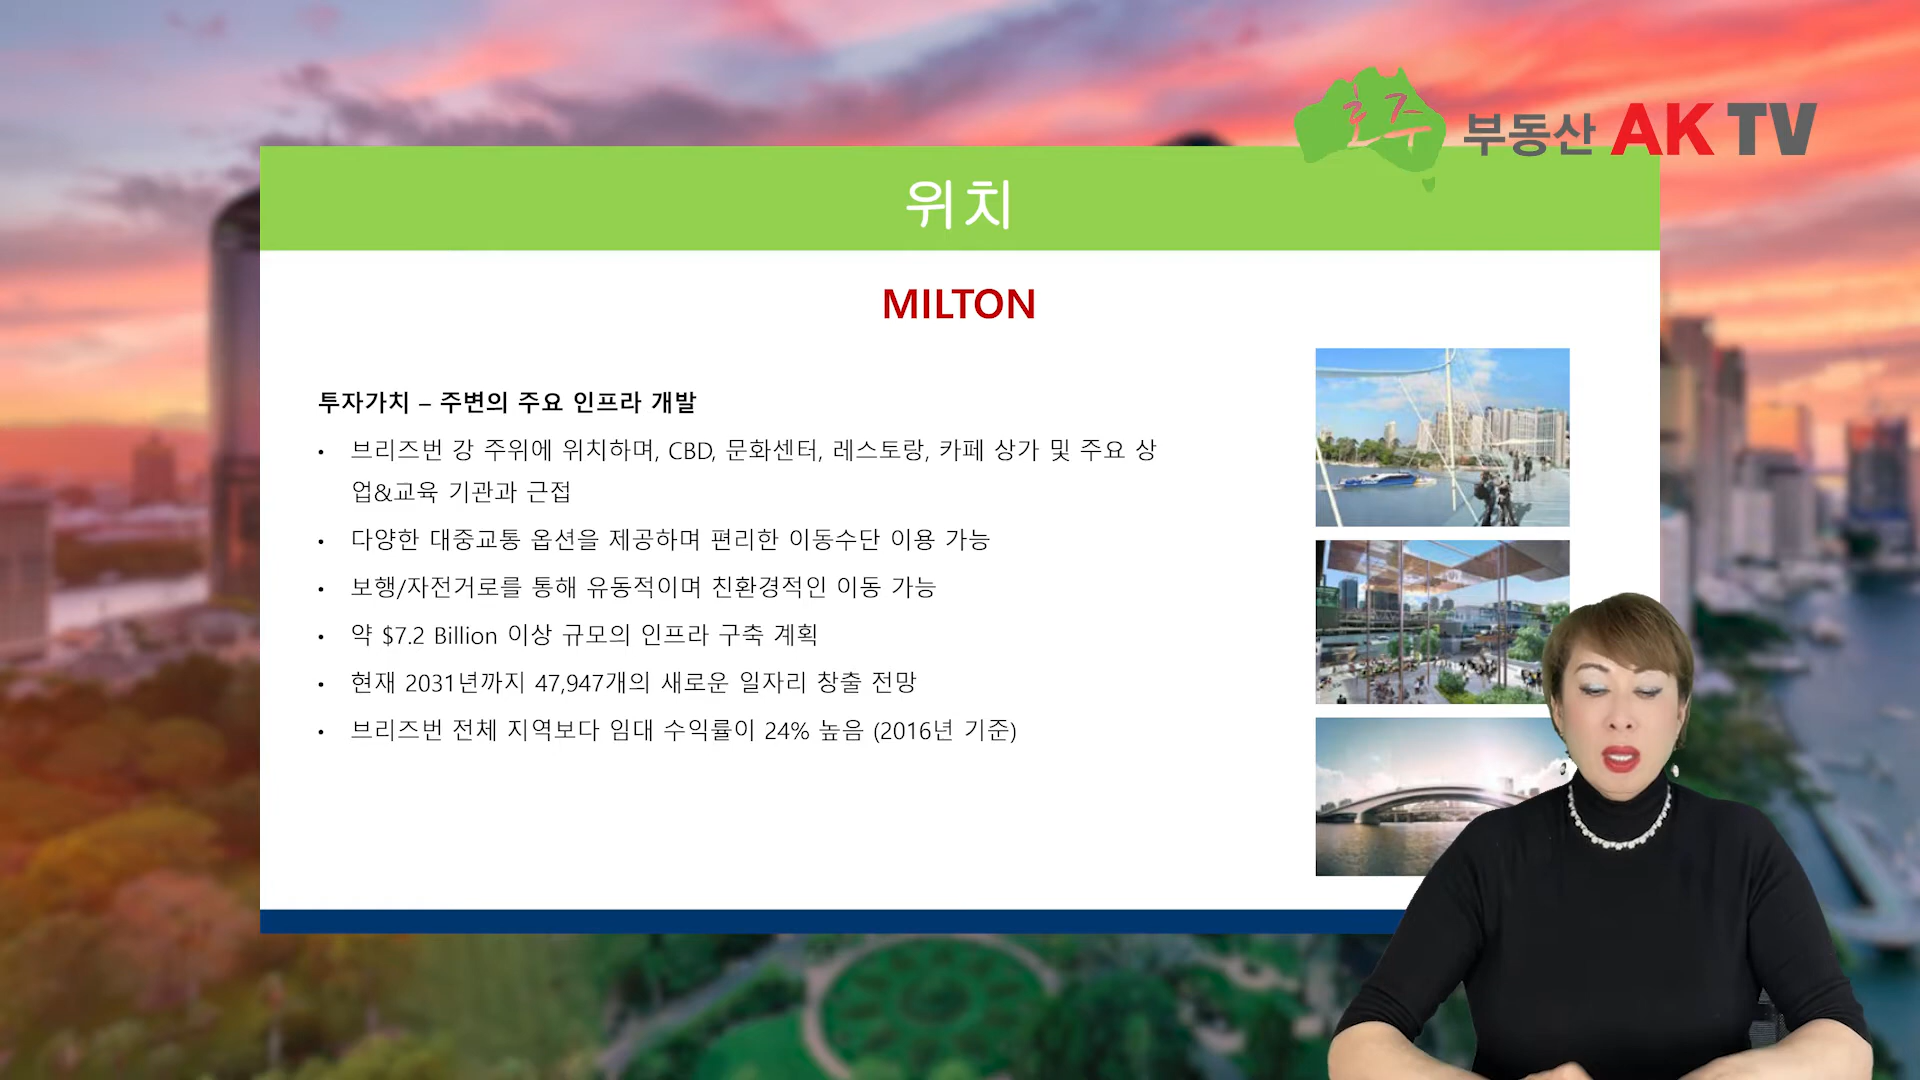 호주 부동산 AK TV
위치
MILTON
투자가치 – 주변의 주요 인프라 개발
• 브리즈번 강 주위에 위치하며, CBD, 문화센터, 레스토랑, 카페 상가 및 주요 상
업&교육 기관과 근접
• 다양한 대중교통 옵션을 제공하며 편리한 이동수단 이용 가능
• 보행/자전거로를 통해 유동적이며 친환경적인 이동 가능
• 약 $7.2 Billion 이상 규모의 인프라 구축 계획
• 현재 2031년까지 47,947개의 새로운 일자리 창출 전망
• 브리즈번 전체 지역보다 임대 수익률이 24% 높음 (2016년 기준)